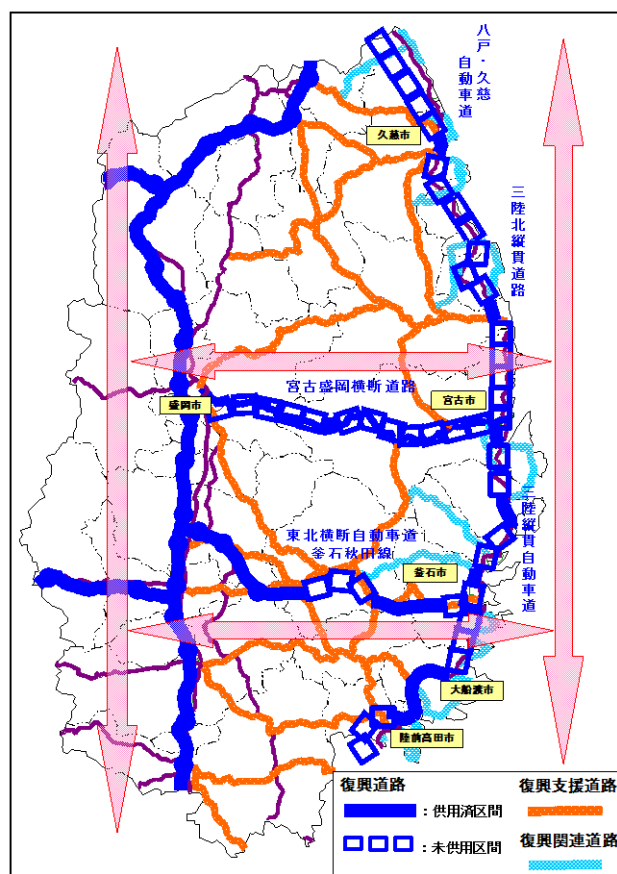 八戸・久慈
自動車道
久慈市
三陸北縦貫道路
宮古盛岡横断道路
盛岡市
宮古市
三陸縦貫自動車道
東北横断自動車道
釜石秋田線
釜石市
大船渡市
陸前高田市
復興道路
:供用済区間
:未供用区間
復興支援道路
復興関連道路